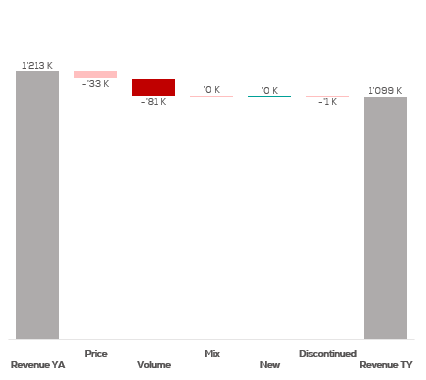 1'213 K
-'33 K
-'81 K
'0 K
'0 K
-'1 K
1'099 K
Price
Mix
Discontinued
Revenue YA
Volume
New
Revenue TY